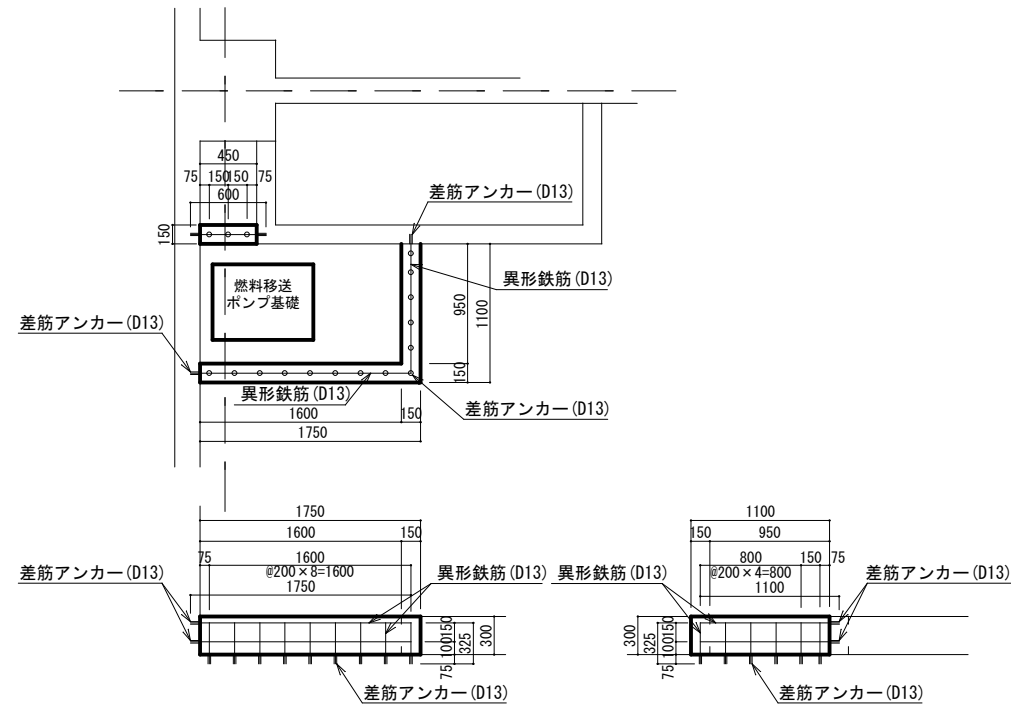 450
75 150 150 75
600
150
差筋アンカー(D13)
異形鉄筋(D13)
燃料移送
ポンプ基礎
950
1100
150
差筋アンカー(D13)
異形鉄筋(D13)
差筋アンカー(D13)
1600 150
1750
1750
1600 150
75 1600
@200×8=1600
1750
差筋アンカー(D13)
異形鉄筋(D13)
150
100
75
325
300
差筋アンカー(D13)
1100
150 950
800 150 75
@200×4=800
1100
異形鉄筋(D13)
差筋アンカー(D13)
300
325
150
100
75
差筋アンカー(D13)